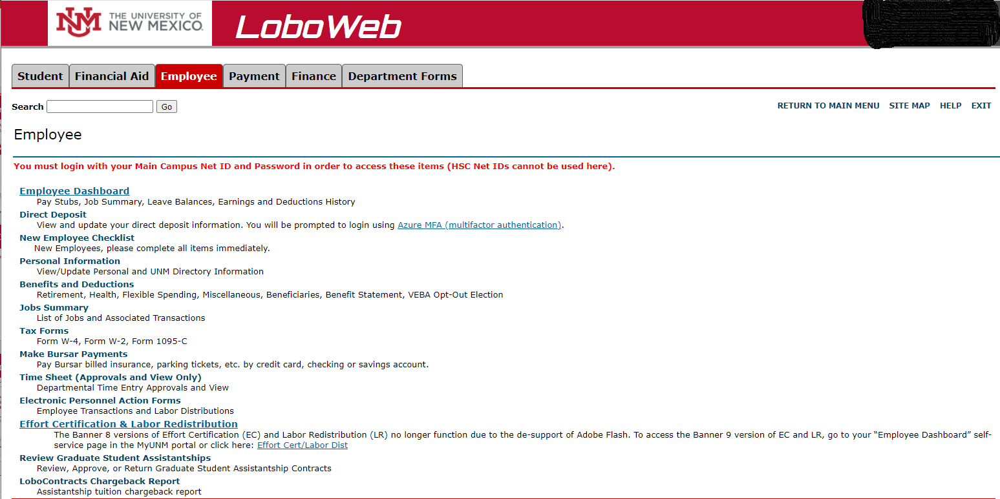 THE UNIVERSITY OF
NEW MEXICO.
LoboWeb
Student Financial Aid Employee Payment Finance Department Forms
Search Go RETURN TO MAIN MENU SITE MAP HELP EXIT
Employee
You must login with your Main Campus Net ID and Password in order to access these items (HSC Net IDs cannot be used here).
Employee Dashboard
Pay Stubs, Job Summary, Leave Balances, Earnings and Deductions History
Direct Deposit
View and update your direct deposit information. You will be prompted to login using Azure MFA (multifactor authentication).
New Employee Checklist
New Employees, please complete all items immediately.
Personal Information
View/Update Personal and UNM Directory Information
Benefits and Deductions
Retirement, Health, Flexible Spending, Miscellaneous, Beneficiaries, Benefit Statement, VEBA Opt-Out Election
Jobs Summary
List of Jobs and Associated Transactions
Tax Forms
Form W-4, Form W-2, Form 1095-C
Make Bursar Payments
Pay Bursar billed insurance, parking tickets, etc. by credit card, checking or savings account.
Time Sheet (Approvals and View Only)
Departmental Time Entry Approvals and View
Electronic Personnel Action Forms
Employee Transactions and Labor Distributions
Effort Certification & Labor Redistribution
The Banner 8 versions of Effort Certification (EC) and Labor Redistribution (LR) no longer function due to the de-support of Adobe Flash. To access the Banner 9 version of EC and LR, go to your “Employee Dashboard” self-
service page in the MyUNM portal or click here: Effort Cert/Labor Dist
Review Graduate Student Assistantships
Review, Approve, or Return Graduate Student Assistantship Contracts
LoboContracts Chargeback Report
Assistantship tuition chargeback report